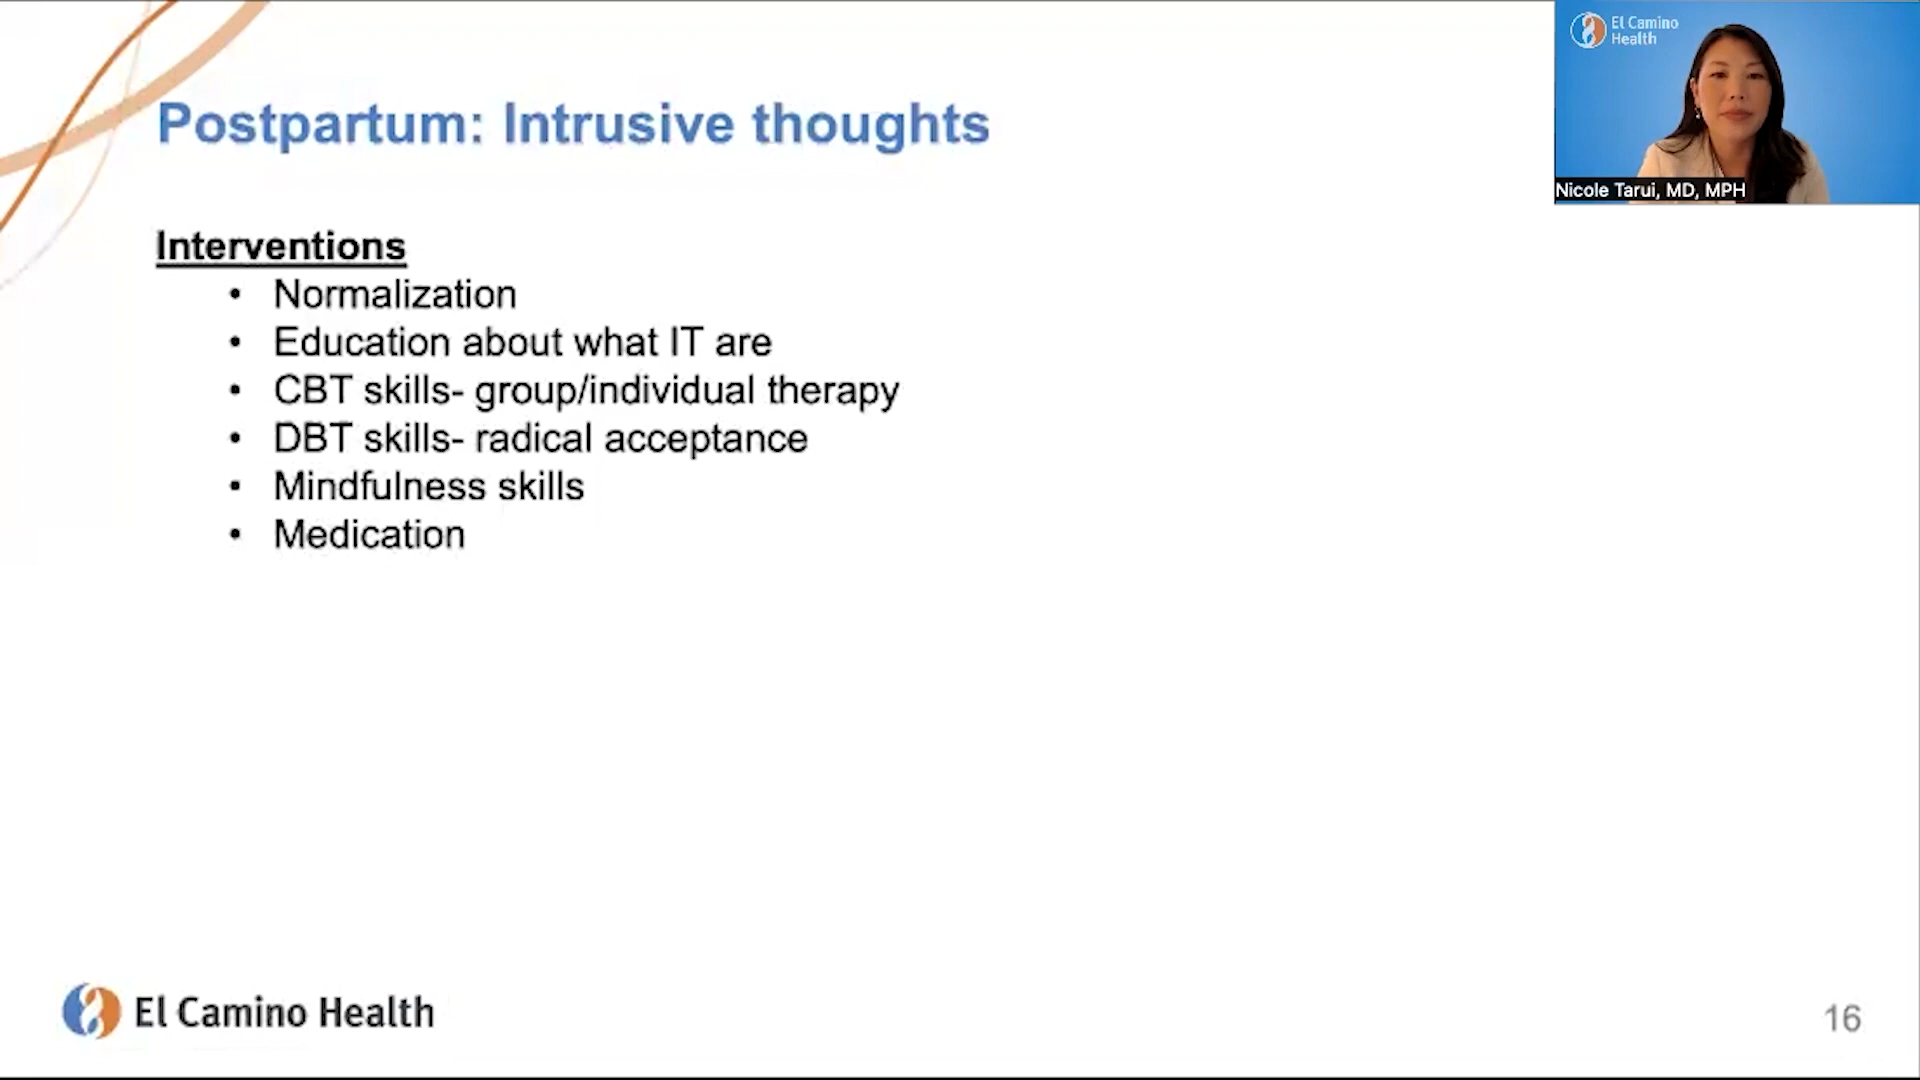 El Camino
Health
Nicole Tarui, MD, MPH
Postpartum: Intrusive thoughts
Interventions
• Normalization
• Education about what IT are
• CBT skills- group/individual therapy
• DBT skills- radical acceptance
• Mindfulness skills
• Medication
El Camino Health
16